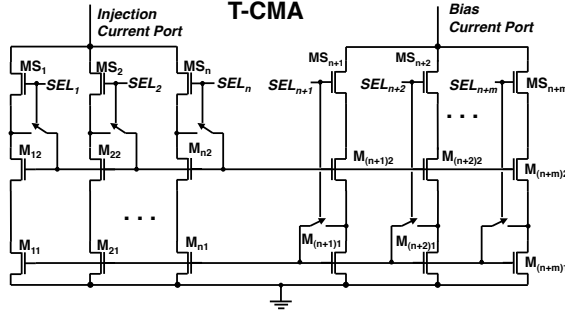 Injection
Current Port
T-CMA
Bias
Current Port
MS1
SEL1
MS2
SEL2
MSn
SELn
MSn+1
SELn+1
MSn+2
SELn+2
SELn+m
MSn+m
. . .
M12
M22
Mn2
M(n+1)2
M(n+2)2
M(n+m)2
. . .
M11
M21
Mn1
M(n+1)1
M(n+2)1
M(n+m)1